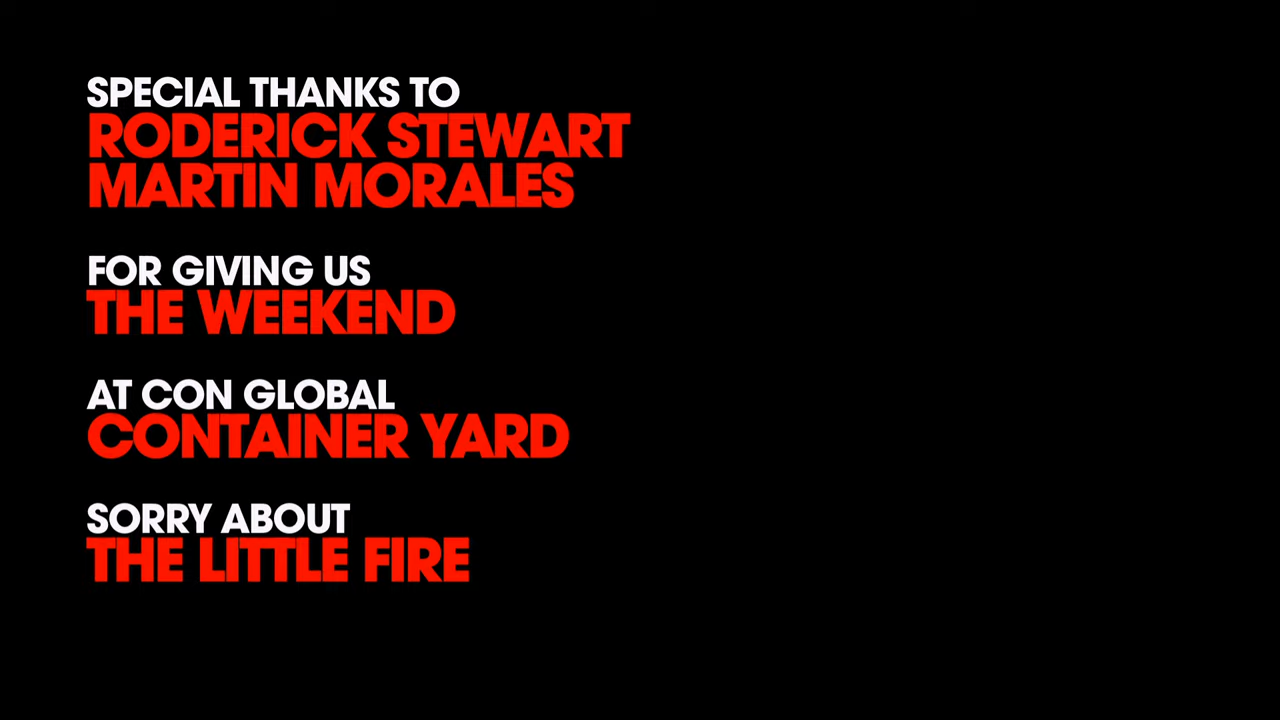 SPECIAL THANKS TO
RODERICK STEWART
MARTIN MORALES
FOR GIVING US
THE WEEKEND
AT CON GLOBAL
CONTAINER YARD
SORRY ABOUT
THE LITTLE FIRE